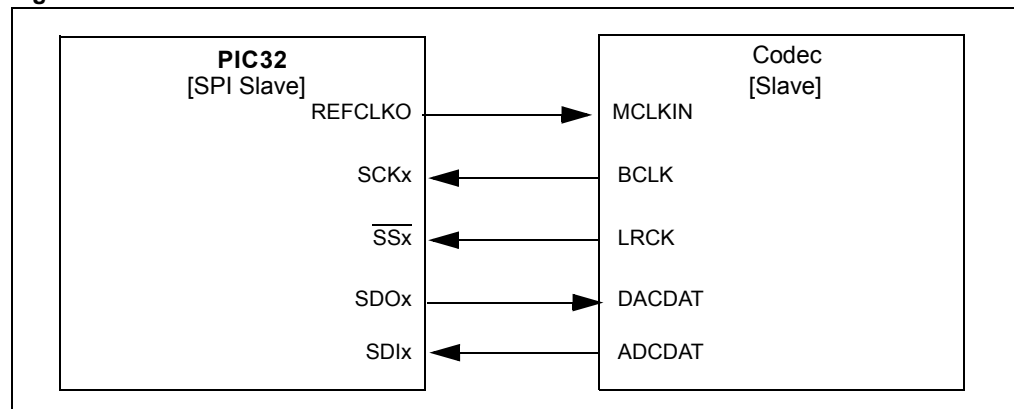 PIC32
[SPI Slave]
Codec
[Slave]
REFCLKO
MCLKIN
SCKx
BCLK
SSx
LRCK
SDOx
DACDAT
SDIx
ADCDAT